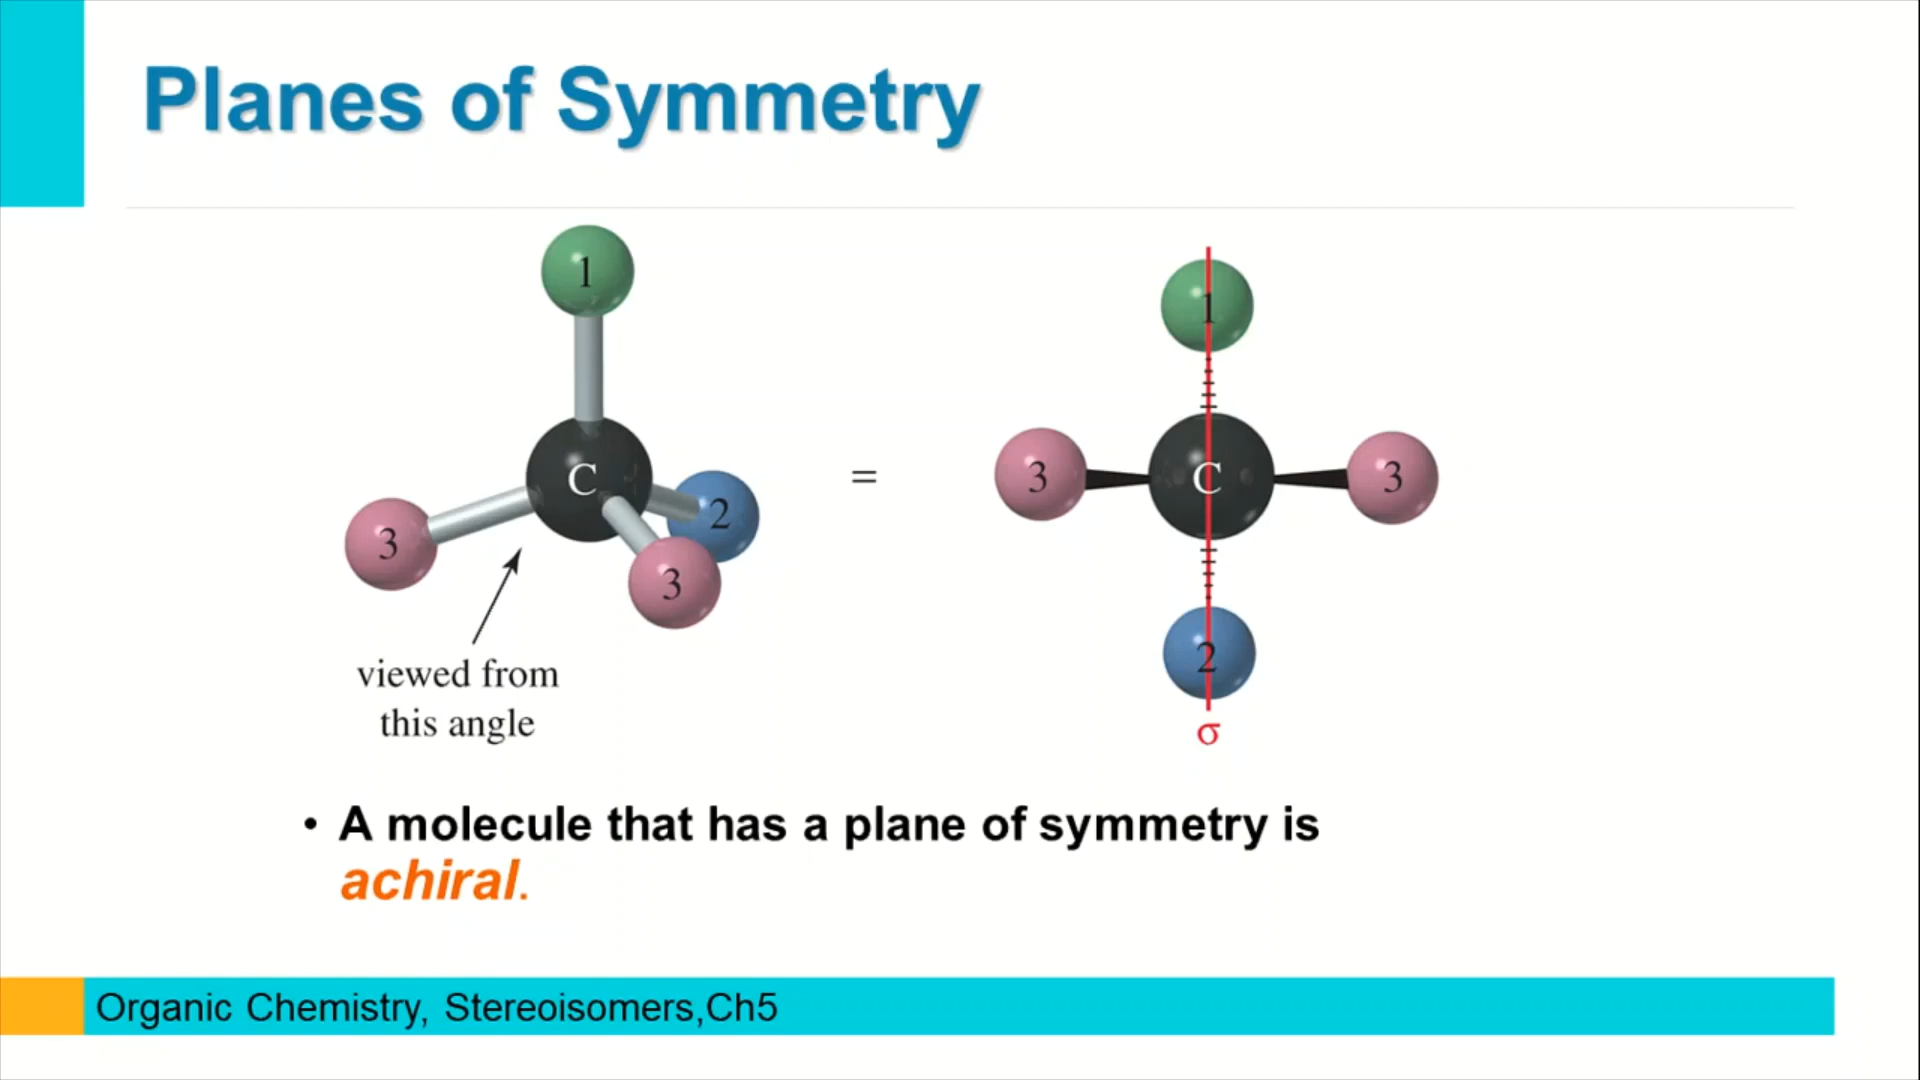 Planes of Symmetry
1
C
3
2
3
viewed from
this angle
=
1
3
C
3
2
σ
• A molecule that has a plane of symmetry is
achiral.
Organic Chemistry, Stereoisomers,Ch5